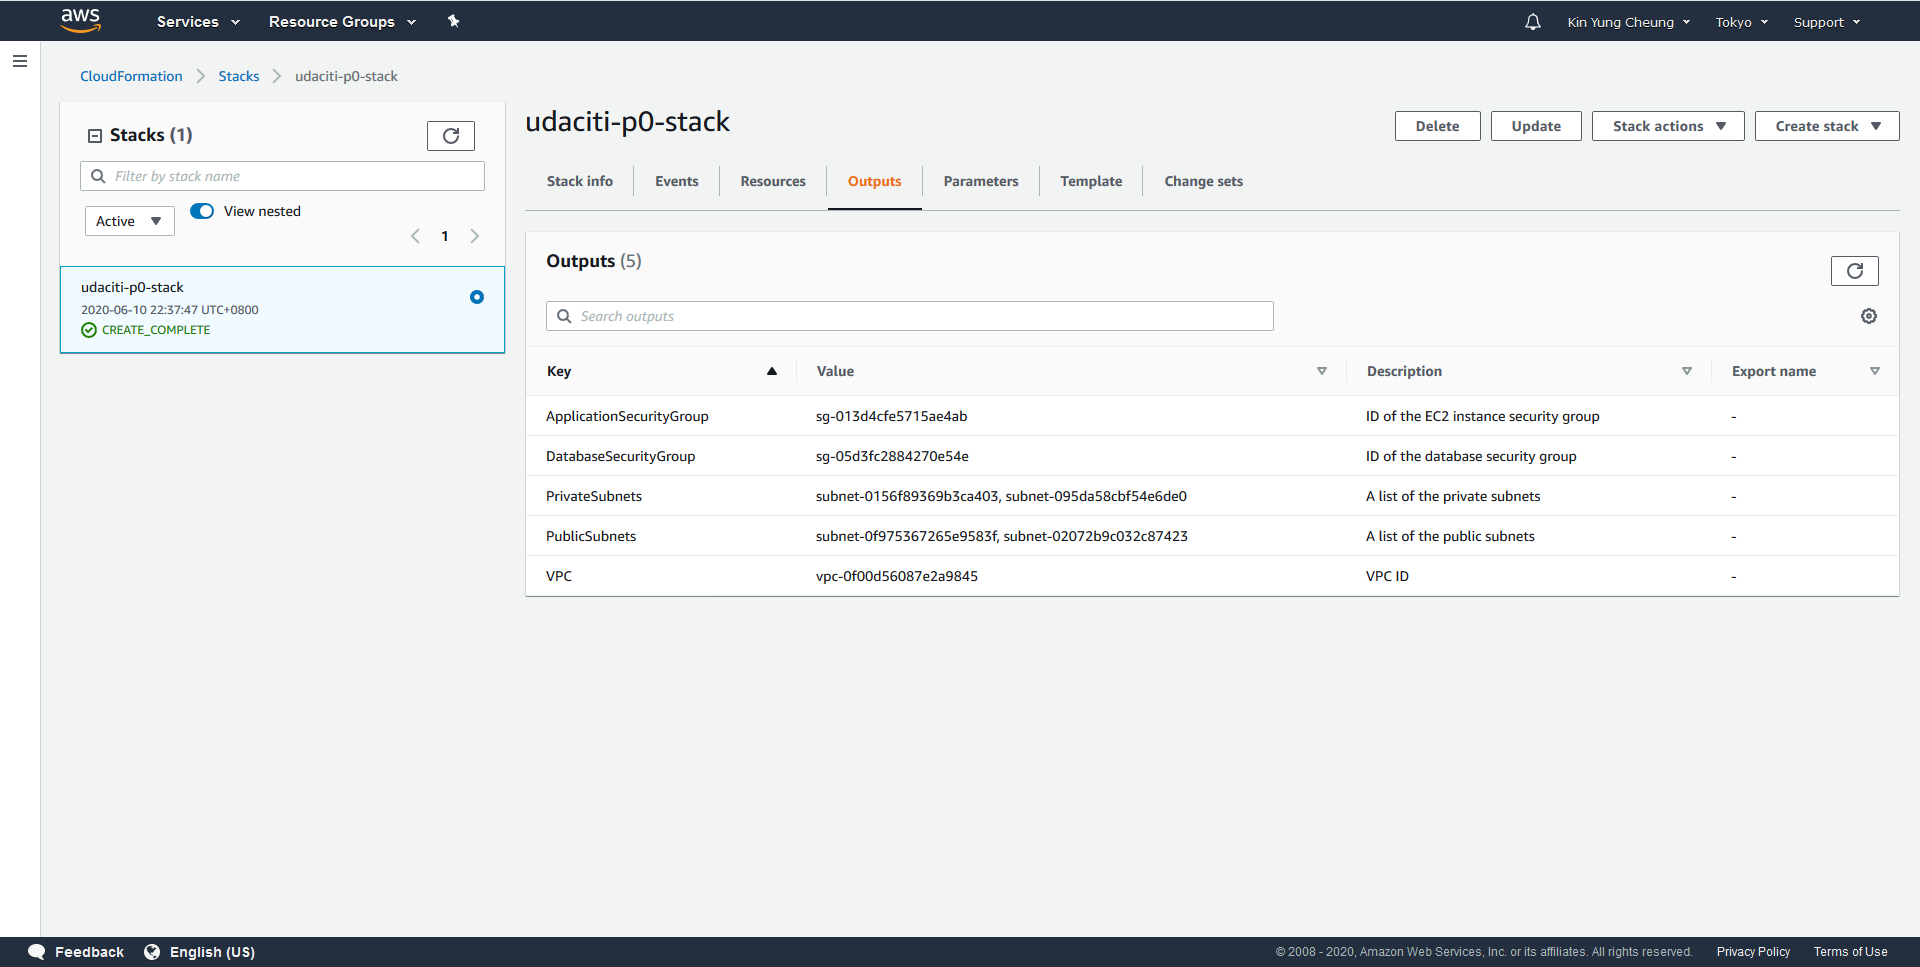 aws Services Resource Groups Kin Yung Cheung Tokyo Support
CloudFormation Stacks udaciti-p0-stack
Stacks (1)
Filter by stack name
Active View nested
1
udaciti-p0-stack
2020-06-10 22:37:47 UTC+0800
CREATE_COMPLETE
udaciti-p0-stack
Delete Update Stack actions Create stack
Stack info Events Resources Outputs Parameters Template Change sets
Outputs (5)
Search outputs
Key Value Description Export name
ApplicationSecurityGroup sg-013d4cfe5715ae4ab ID of the EC2 instance security group -
DatabaseSecurityGroup sg-05d3fc2884270e54e ID of the database security group -
PrivateSubnets subnet-0156f89369b3ca403, subnet-095da58cbf54e6de0 A list of the private subnets -
PublicSubnets subnet-0f975367265e9583f, subnet-02072b9c032c87423 A list of the public subnets -
VPC vpc-0f00d56087e2a9845 VPC ID -
Feedback English (US) © 2008 - 2020, Amazon Web Services, Inc. or its affiliates. All rights reserved. Privacy Policy Terms of Use